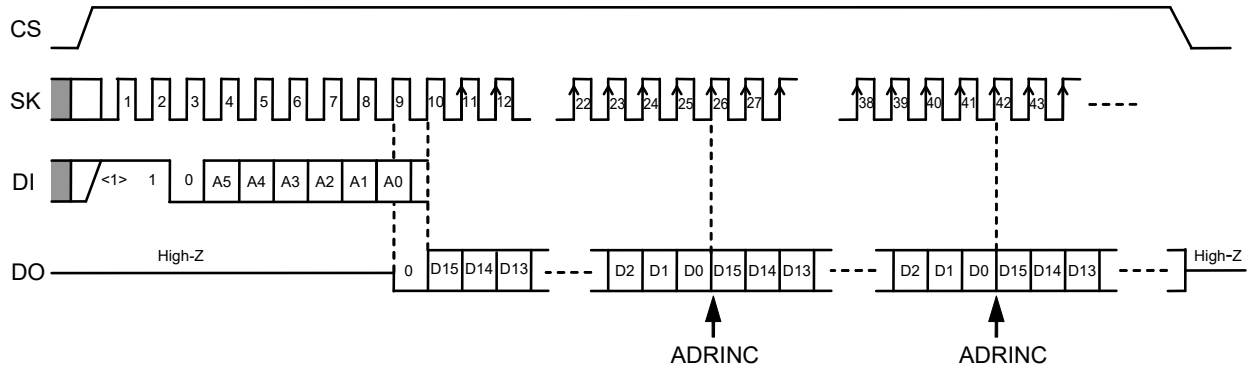 CS
SK 1 2 3 4 5 6 7 8 9 10 11 12 22 23 24 25 26 27 38 39 40 41 42 43
DI <1> 1 0 A5 A4 A3 A2 A1 A0
DO High-Z 0 D15 D14 D13 D2 D1 D0 D15 D14 D13 D2 D1 D0 D15 D14 D13 High-Z
ADRINC ADRINC